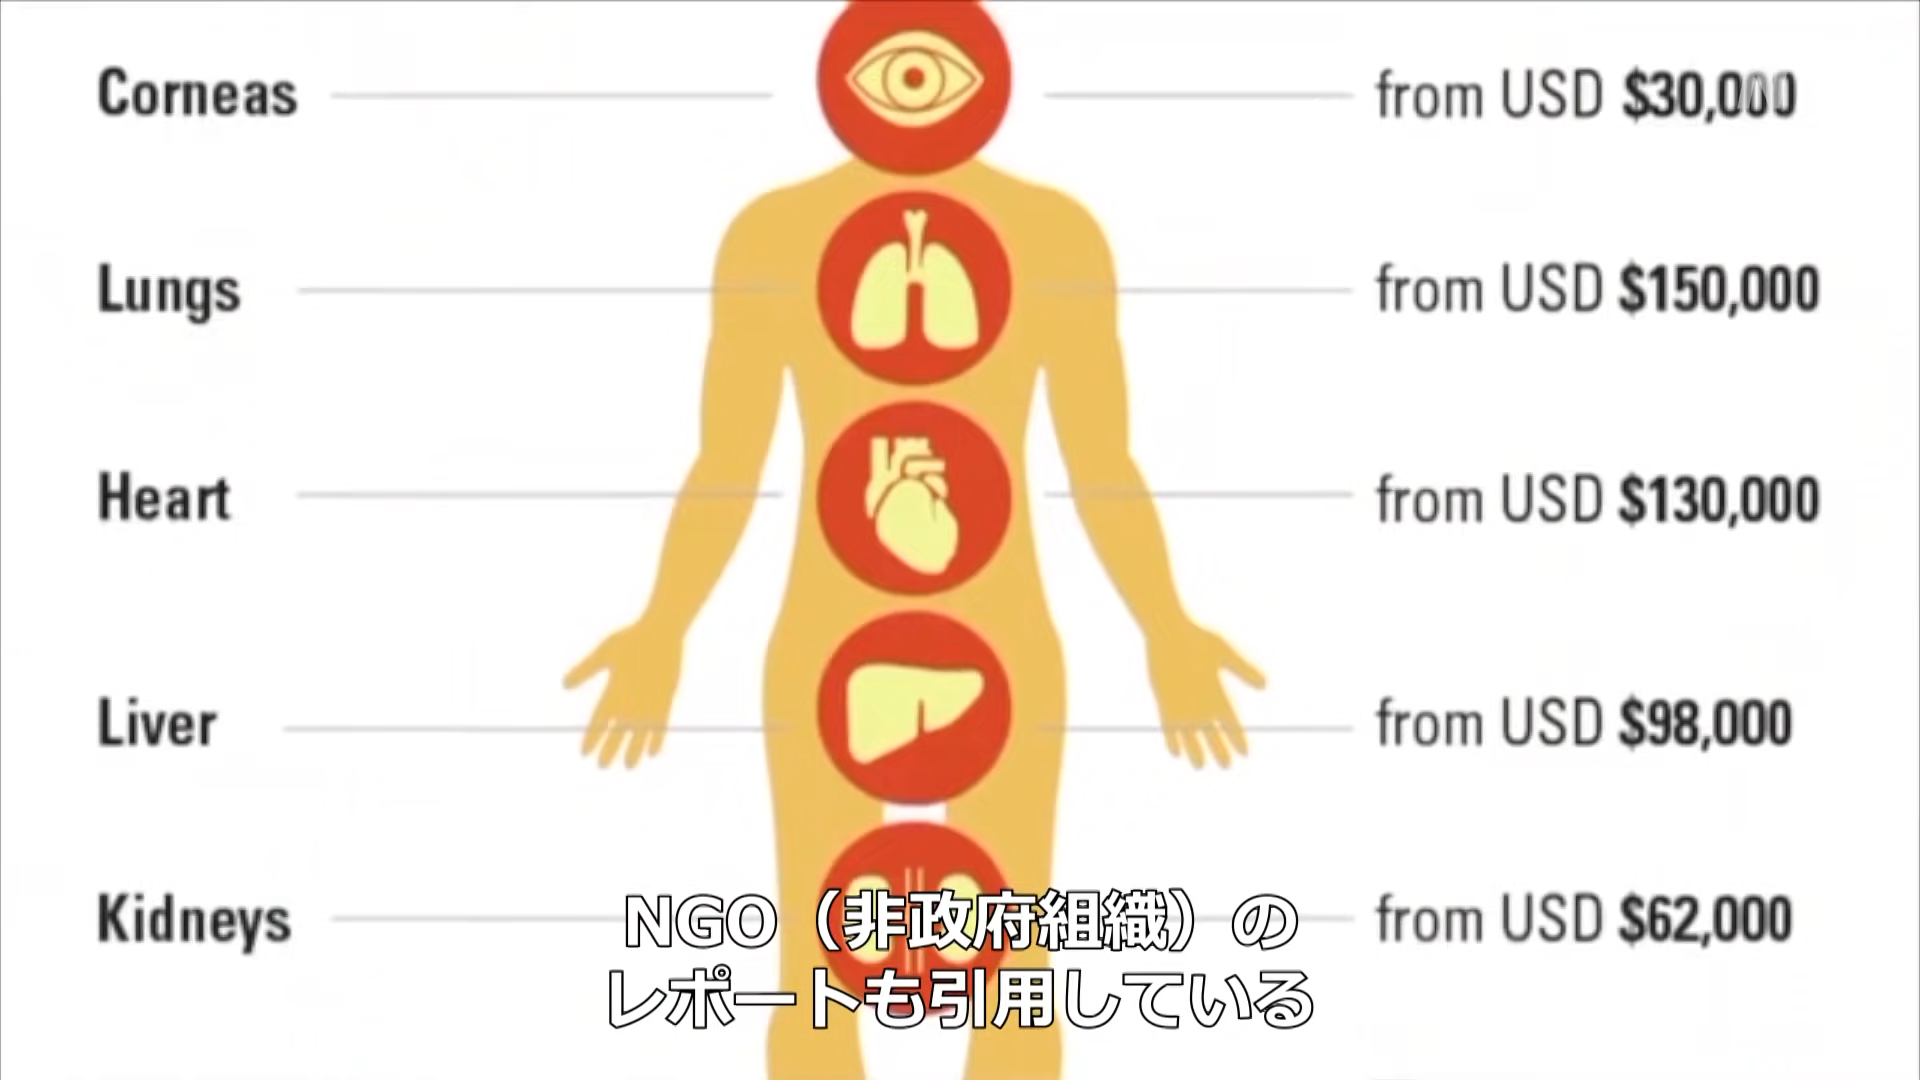 Corneas from USD $30,000
Lungs from USD $150,000
Heart from USD $130,000
Liver from USD $98,000
Kidneys from USD $62,000
NGO（非政府組織）の
レポートも引用している